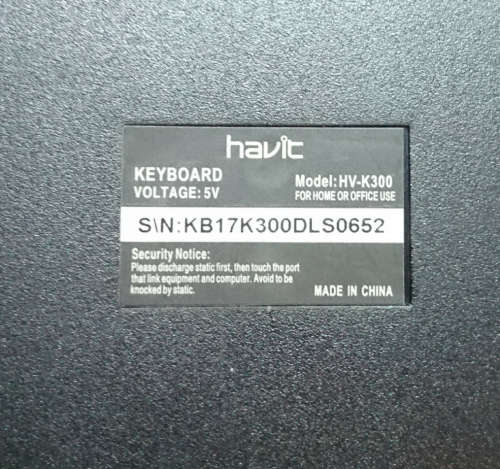 havit
KEYBOARD
VOLTAGE: 5V
Model: HV-K300
FOR HOME OR OFFICE USE
S\N:KB17K300DLS0652
Security Notice:
Please discharge static first, then touch the port
that link equipment and computer. Avoid to be
knocked by static.
MADE IN CHINA